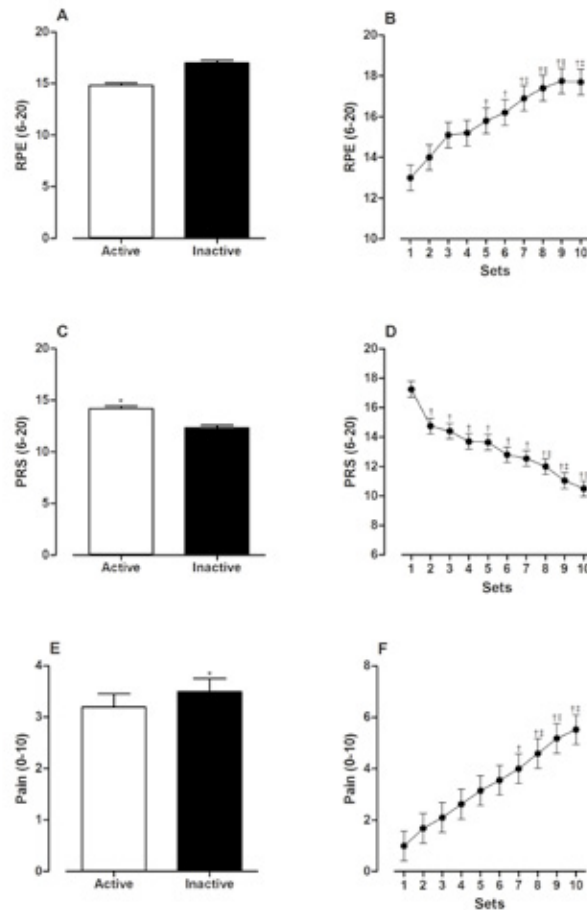 A
RPE (6-20)
20
15
10
5
0
Active Inactive
B
RPE (6-20)
20
18
16
14
12
10
† † †‡ †‡ †‡ †‡
1 2 3 4 5 6 7 8 9 10
Sets
C
PRS (6-20)
20
15
10
5
0
*
Active Inactive
D
PRS (6-20)
20
18
16
14
12
10
8
6
† † † † † † †‡ †‡ †‡
1 2 3 4 5 6 7 8 9 10
Sets
E
Pain (0-10)
4
3
2
1
0
*
Active Inactive
F
Pain (0-10)
8
6
4
2
0
† †‡ †‡ †‡
1 2 3 4 5 6 7 8 9 10
Sets